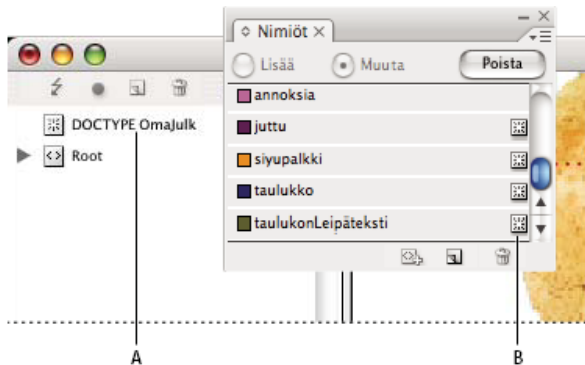 Nimiöt
Lisää
Muuta
Poista
DOCTYPE OmaJulk
Root
annoksia
juttu
siyupalkki
taulukko
taulukonLeipäteksti
A
B